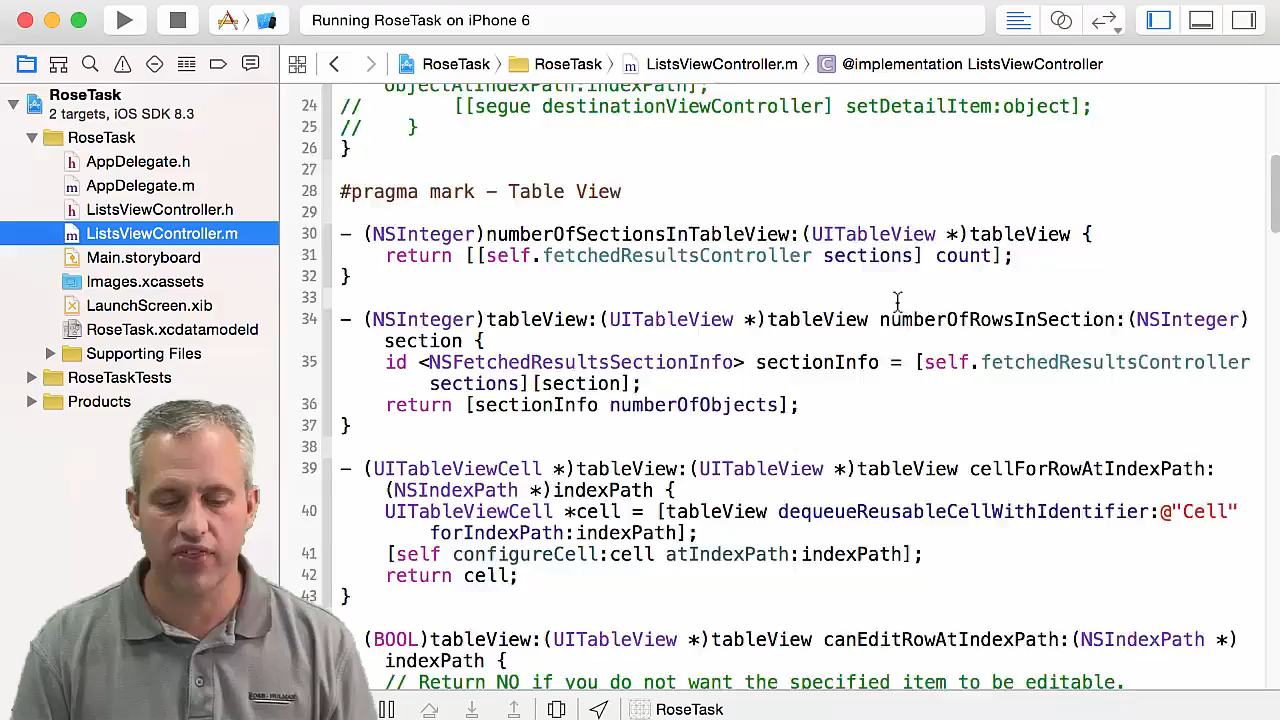 Running RoseTask on iPhone 6
RoseTask
RoseTask
ListsViewController.m
@implementation ListsViewController
RoseTask
2 targets, iOS SDK 8.3
RoseTask
AppDelegate.h
AppDelegate.m
ListsViewController.h
ListsViewController.m
Main.storyboard
Images.xcassets
LaunchScreen.xib
RoseTask.xcdatamodeld
Supporting Files
RoseTaskTests
Products
objectAtIndexPath:indexPath];
24 // [[segue destinationViewController] setDetailItem:object];
25 // }
26 }
27
28 #pragma mark - Table View
29
30 - (NSInteger)numberOfSectionsInTableView:(UITableView *)tableView {
31 return [[self.fetchedResultsController sections] count];
32 }
33
34 - (NSInteger)tableView:(UITableView *)tableView numberOfRowsInSection:(NSInteger)
section {
35 id <NSFetchedResultsSectionInfo> sectionInfo = [self.fetchedResultsController
sections][section];
36 return [sectionInfo numberOfObjects];
37 }
38
39 - (UITableViewCell *)tableView:(UITableView *)tableView cellForRowAtIndexPath:
(NSIndexPath *)indexPath {
40 UITableViewCell *cell = [tableView dequeueReusableCellWithIdentifier:@"Cell"
forIndexPath:indexPath];
41 [self configureCell:cell atIndexPath:indexPath];
42 return cell;
43 }
(BOOL)tableView:(UITableView *)tableView canEditRowAtIndexPath:(NSIndexPath *)
indexPath {
// Return NO if you do not want the specified item to be editable.
RoseTask